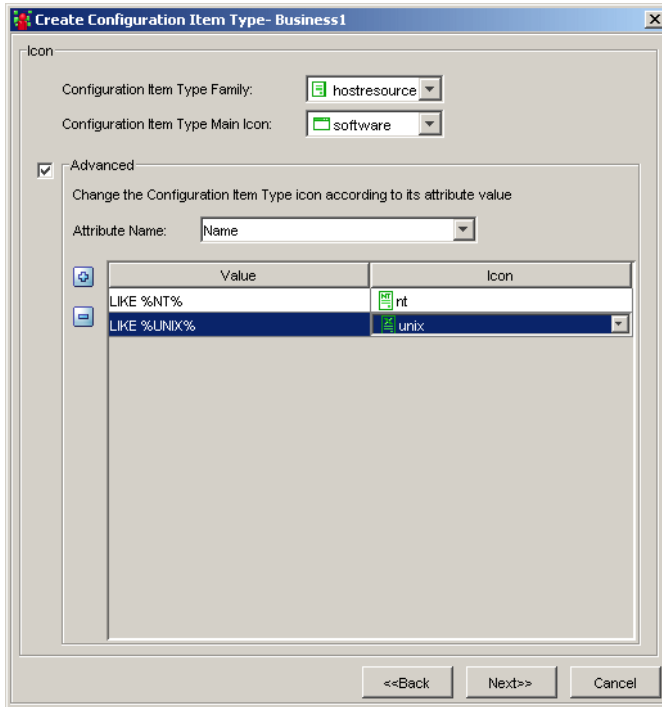 Create Configuration Item Type- Business1
Icon
Configuration Item Type Family: hostresource
Configuration Item Type Main Icon: software
Advanced
Change the Configuration Item Type icon according to its attribute value
Attribute Name: Name
Value Icon
LIKE %NT% nt
LIKE %UNIX% unix
<<Back Next>> Cancel